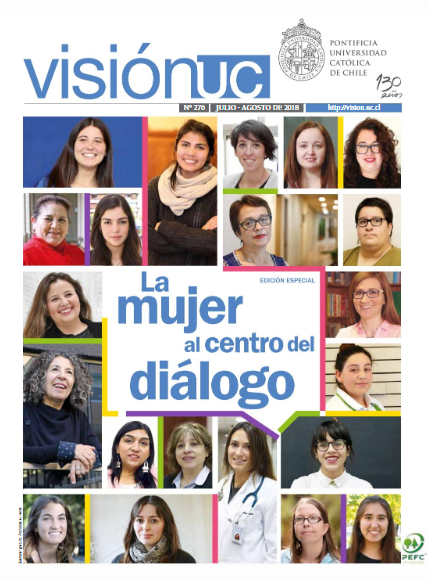 visiónUC
PONTIFICIA
UNIVERSIDAD
CATÓLICA
DE CHILE
130
años
Nº 276 | JULIO - AGOSTO DE 2018 | http://vision.uc.cl
EDICIÓN ESPECIAL
La
mujer
al centro del
diálogo
PEFC